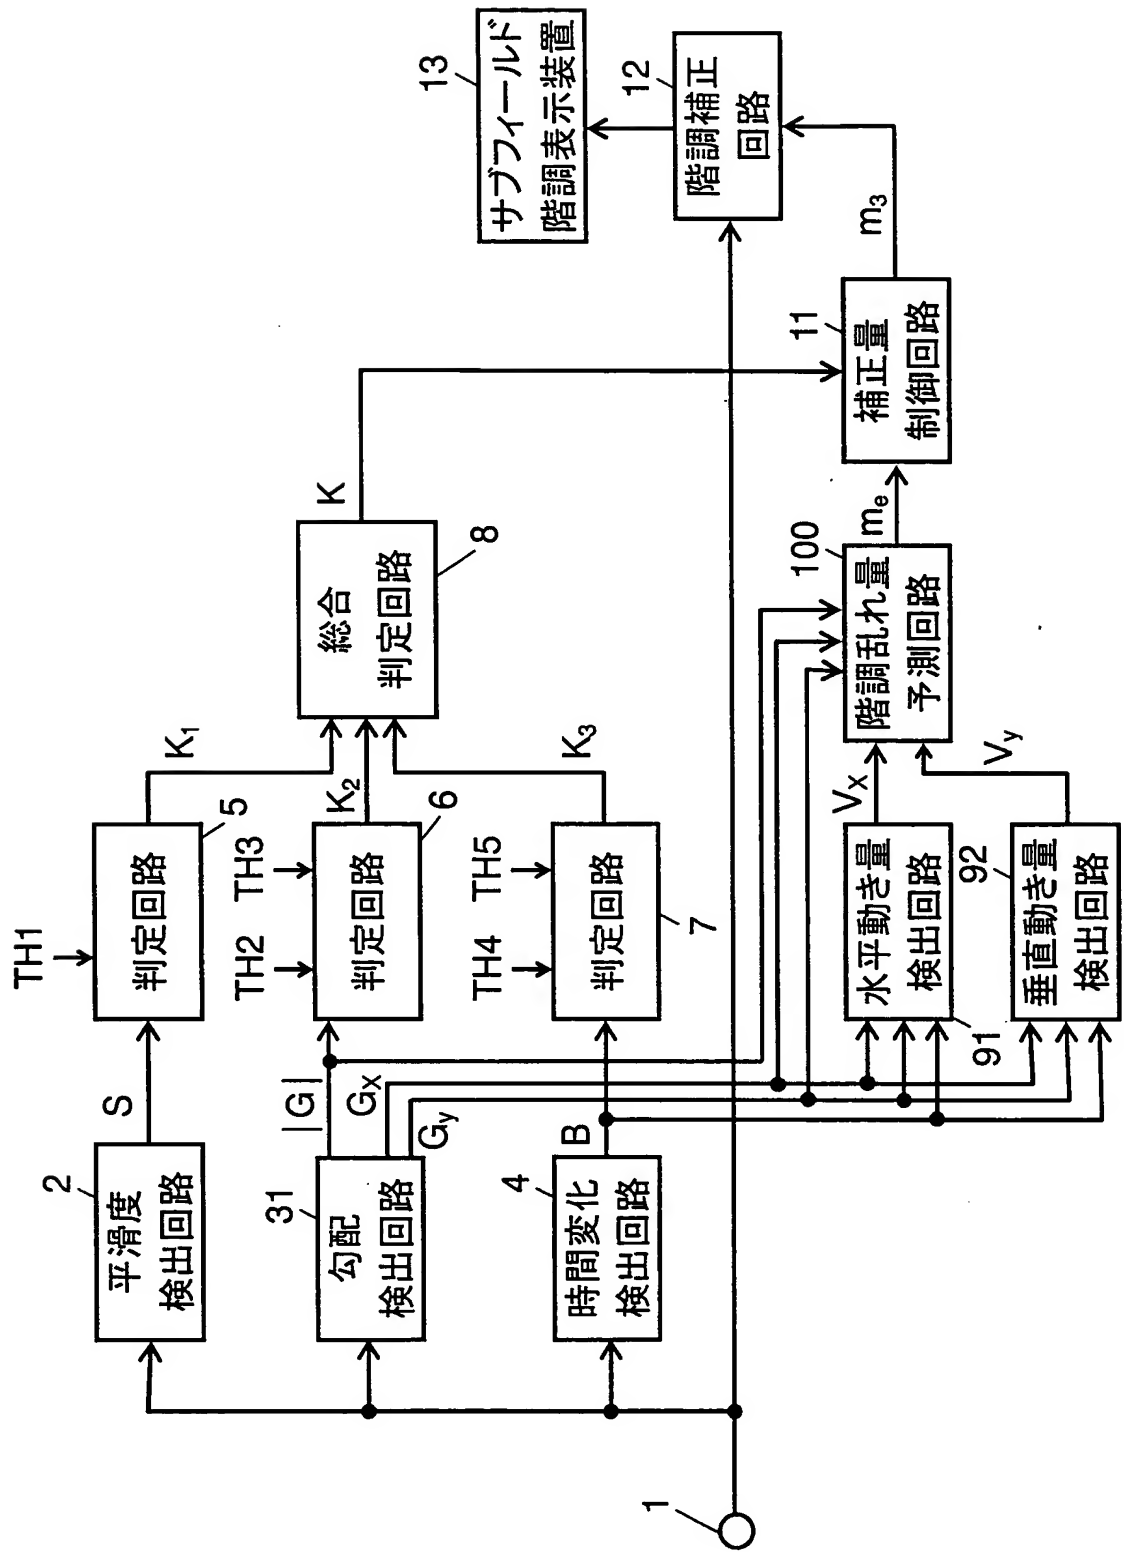 1
2
平滑度
検出回路
S
TH1
5
判定回路
K1
31
勾配
検出回路
|G|
Gx
Gy
TH2
TH3
6
判定回路
K2
4
時間変化
検出回路
B
TH4
TH5
7
判定回路
K3
総合
判定回路
8
K
91
水平動き量
検出回路
Vx
92
垂直動き量
検出回路
Vy
100
階調乱れ量
予測回路
me
11
補正量
制御回路
m3
12
階調補正
回路
13
サブフィールド
階調表示装置